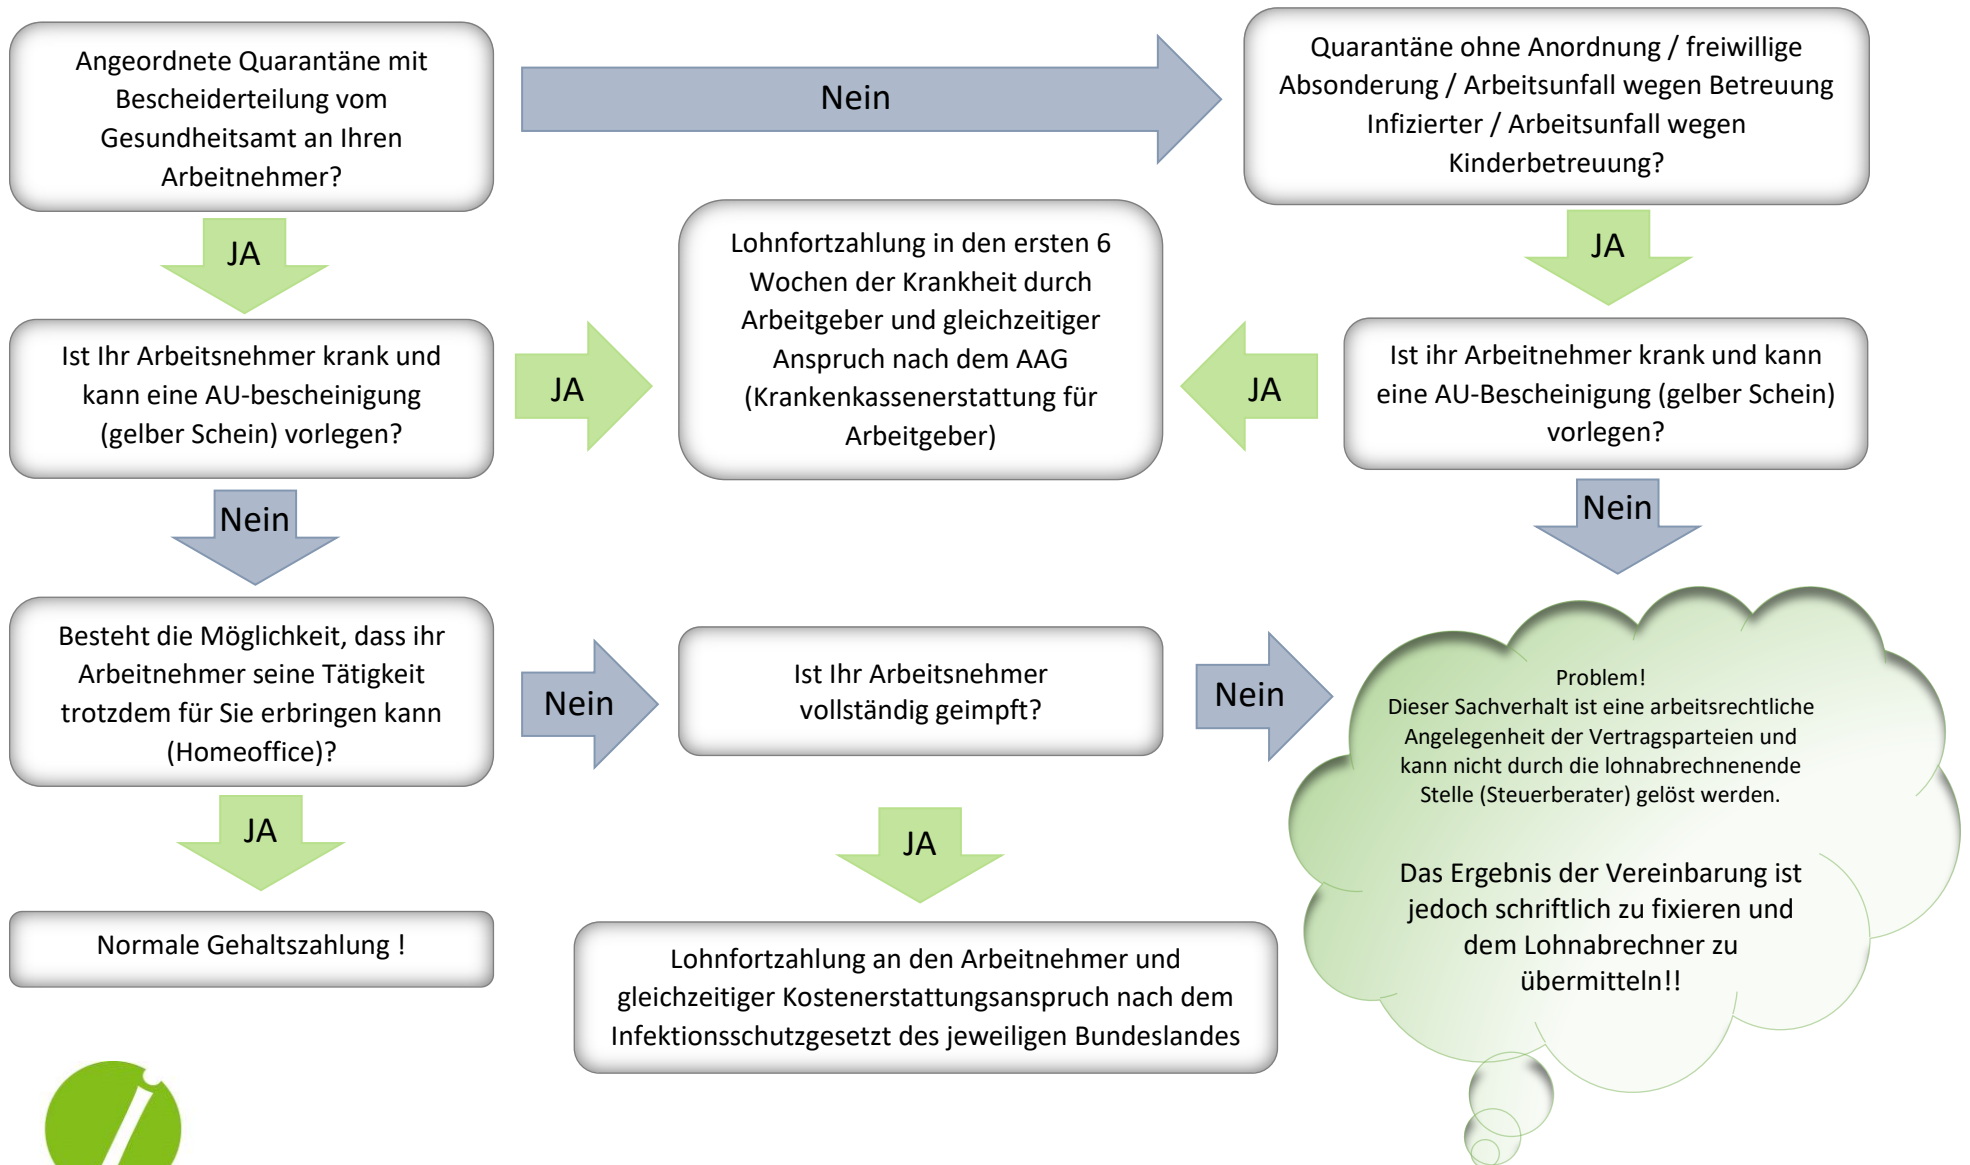 Angeordnete Quarantäne mit
Bescheiderteilung vom
Gesundheitsamt an Ihren
Arbeitnehmer?
Nein
Quarantäne ohne Anordnung / freiwillige
Absonderung / Arbeitsunfall wegen Betreuung
Infizierter / Arbeitsunfall wegen
Kinderbetreuung?
JA
Lohnfortzahlung in den ersten 6
Wochen der Krankheit durch
Arbeitgeber und gleichzeitiger
Anspruch nach dem AAG
(Krankenkassenerstattung für
Arbeitgeber)
JA
Ist Ihr Arbeitsnehmer krank und
kann eine AU-bescheinigung
(gelber Schein) vorlegen?
JA
JA
Ist ihr Arbeitnehmer krank und kann
eine AU-Bescheinigung (gelber Schein)
vorlegen?
Nein
Nein
Besteht die Möglichkeit, dass ihr
Arbeitnehmer seine Tätigkeit
trotzdem für Sie erbringen kann
(Homeoffice)?
Nein
Ist Ihr Arbeitsnehmer
vollständig geimpft?
Nein
Problem!
Dieser Sachverhalt ist eine arbeitsrechtliche
Angelegenheit der Vertragsparteien und
kann nicht durch die lohnabrechnenende
Stelle (Steuerberater) gelöst werden.
Das Ergebnis der Vereinbarung ist
jedoch schriftlich zu fixieren und
dem Lohnabrechner zu
übermitteln!!
JA
JA
Normale Gehaltszahlung !
Lohnfortzahlung an den Arbeitnehmer und
gleichzeitiger Kostenerstattungsanspruch nach dem
Infektionsschutzgesetzt des jeweiligen Bundeslandes